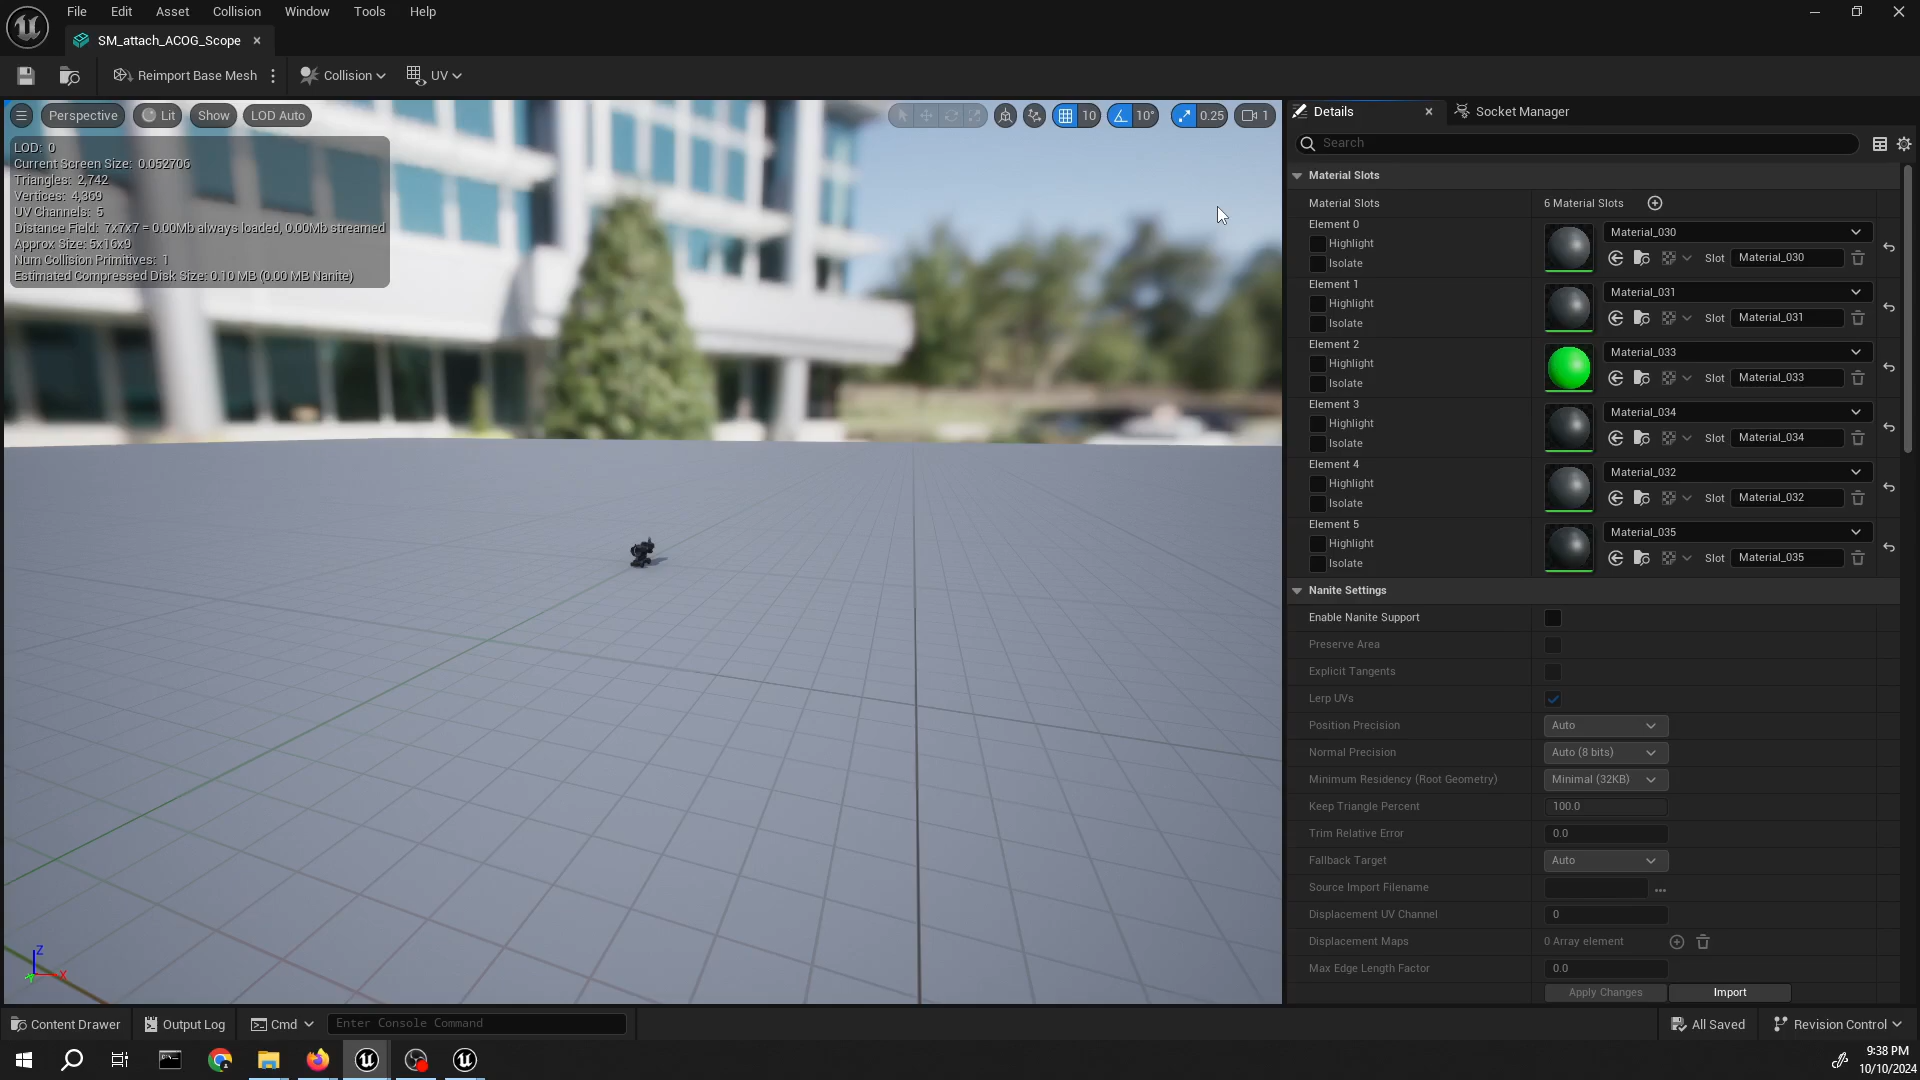 File Edit Asset Collision Window Tools Help
SM_attach_ACOG_Scope
Reimport Base Mesh Collision UV
Perspective Lit Show LOD Auto 10 10° 0.25 1
LOD: 0
Current Screen Size: 0.052706
Triangles: 2,742
Vertices: 4,369
UV Channels: 5
Distance Field: 7x7x7 = 0.00Mb always loaded, 0.00Mb streamed
Approx Size: 5x16x9
Num Collision Primitives: 1
Estimated Compressed Disk Size: 0.10 MB (0.00 MB Nanite)
Z
X
Y
Details Socket Manager
Search
Material Slots
Material Slots 6 Material Slots
Element 0
Material_030
Highlight
Slot Material_030
Isolate
Element 1
Material_031
Highlight
Slot Material_031
Isolate
Element 2
Material_033
Highlight
Slot Material_033
Isolate
Element 3
Material_034
Highlight
Slot Material_034
Isolate
Element 4
Material_032
Highlight
Slot Material_032
Isolate
Element 5
Material_035
Highlight
Slot Material_035
Isolate
Nanite Settings
Enable Nanite Support
Preserve Area
Explicit Tangents
Lerp UVs
Position Precision Auto
Normal Precision Auto (8 bits)
Minimum Residency (Root Geometry) Minimal (32KB)
Keep Triangle Percent 100.0
Trim Relative Error 0.0
Fallback Target Auto
Source Import Filename ...
Displacement UV Channel 0
Displacement Maps 0 Array element
Max Edge Length Factor 0.0
Apply Changes Import
Content Drawer Output Log Cmd Enter Console Command All Saved Revision Control
9:38 PM
10/10/2024